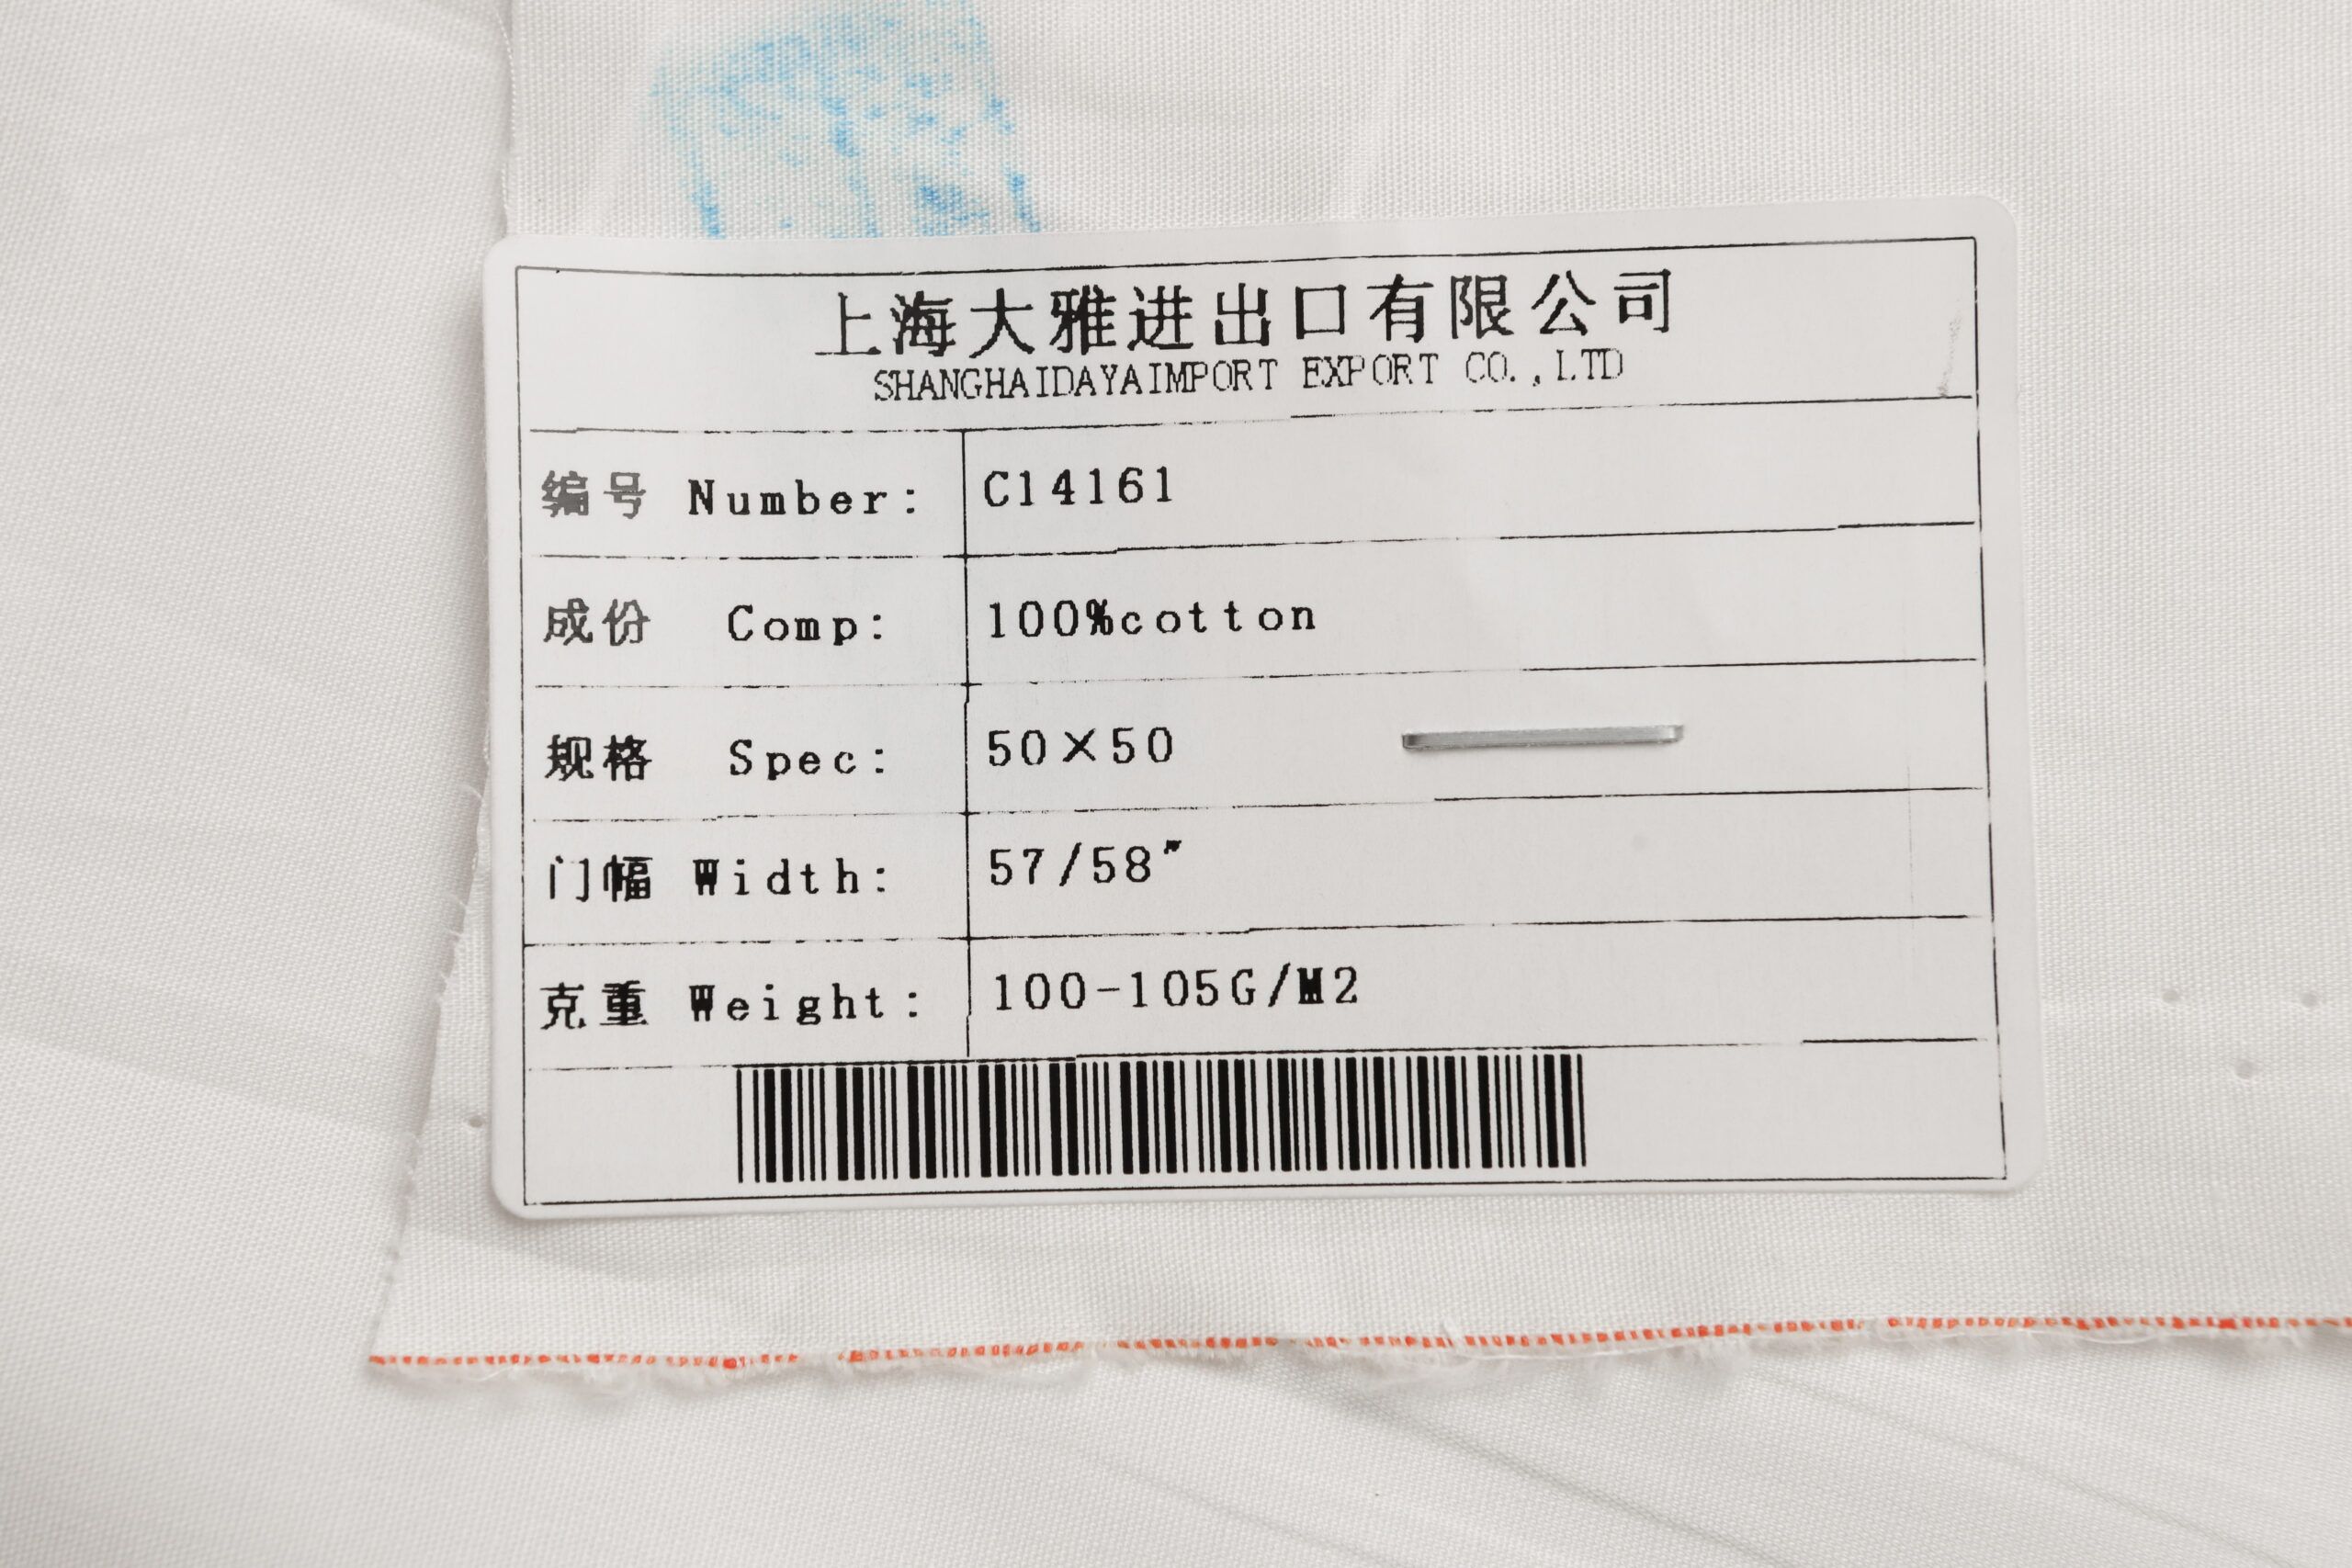 上海大雅进出口有限公司
SHANGHAIDAYAIMPORT EXPORT CO.,LTD
编号 Number: C14161
成份 Comp: 100%cotton
规格 Spec: 50×50
门幅 Width: 57/58"
克重 Weight: 100-105G/M2